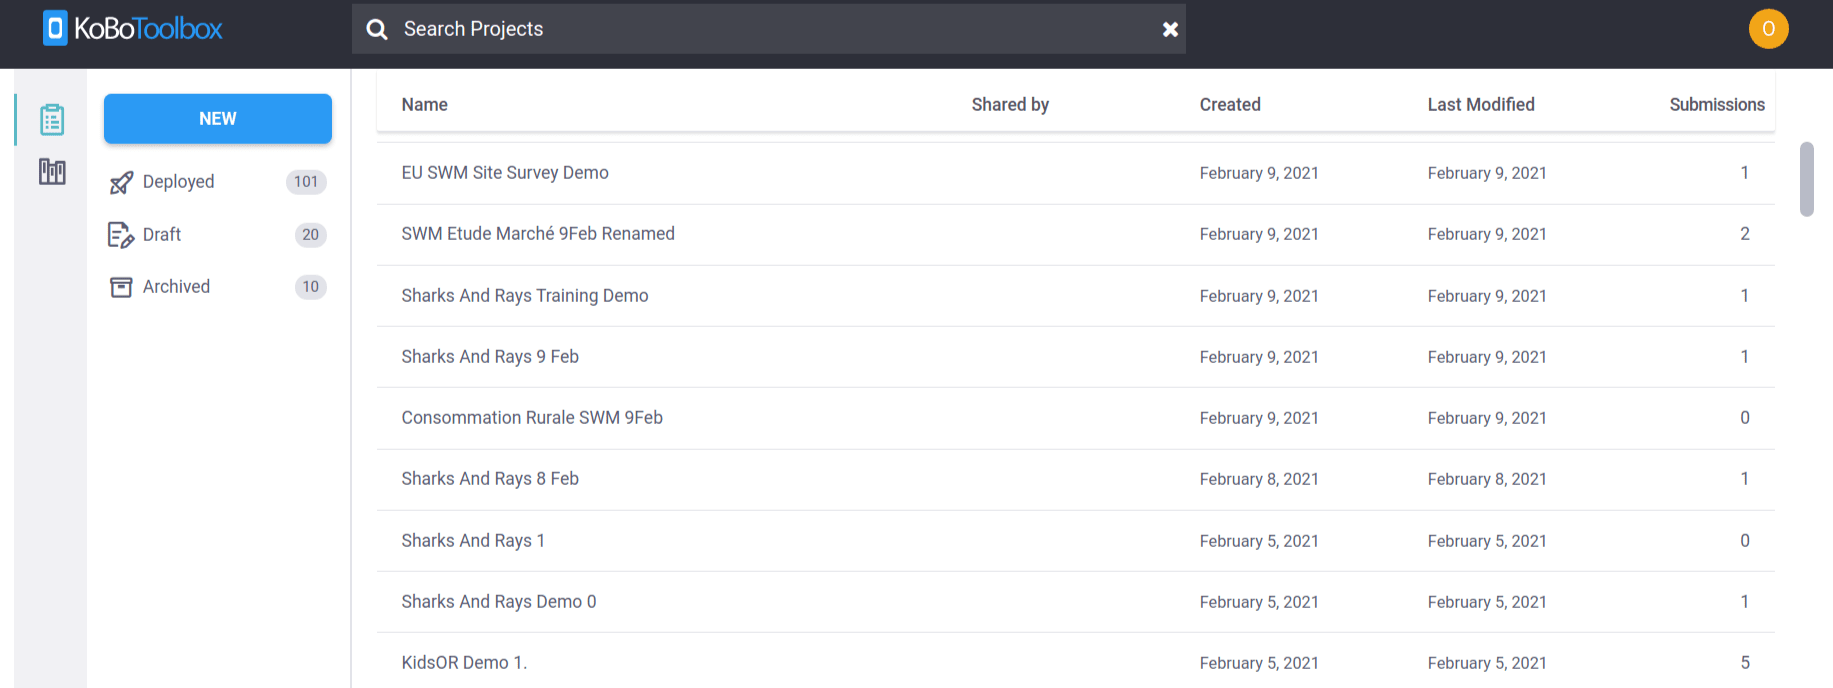 KoBoToolbox
Search Projects
O
NEW
Deployed 101
Draft 20
Archived 10
Name Shared by Created Last Modified Submissions
EU SWM Site Survey Demo February 9, 2021 February 9, 2021 1
SWM Etude Marché 9Feb Renamed February 9, 2021 February 9, 2021 2
Sharks And Rays Training Demo February 9, 2021 February 9, 2021 1
Sharks And Rays 9 Feb February 9, 2021 February 9, 2021 1
Consommation Rurale SWM 9Feb February 9, 2021 February 9, 2021 0
Sharks And Rays 8 Feb February 8, 2021 February 8, 2021 1
Sharks And Rays 1 February 5, 2021 February 5, 2021 0
Sharks And Rays Demo 0 February 5, 2021 February 5, 2021 1
KidsOR Demo 1. February 5, 2021 February 5, 2021 5